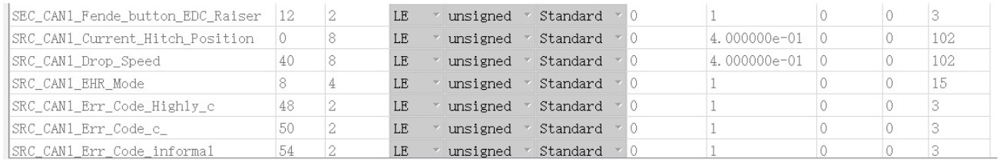 SEC_CAN1_Fende_button_EDC_Raiser 12 2 LE unsigned Standard 0 1 0 0 3
SRC_CAN1_Current_Hitch_Position 0 8 LE unsigned Standard 0 4.000000e-01 0 0 102
SRC_CAN1_Drop_Speed 40 8 LE unsigned Standard 0 4.000000e-01 0 0 102
SRC_CAN1_EHR_Mode 8 4 LE unsigned Standard 0 1 0 0 15
SRC_CAN1_Err_Code_Highly_c 48 2 LE unsigned Standard 0 1 0 0 3
SRC_CAN1_Err_Code_c_ 50 2 LE unsigned Standard 0 1 0 0 3
SRC_CAN1_Err_Code_informal 54 2 LE unsigned Standard 0 1 0 0 3